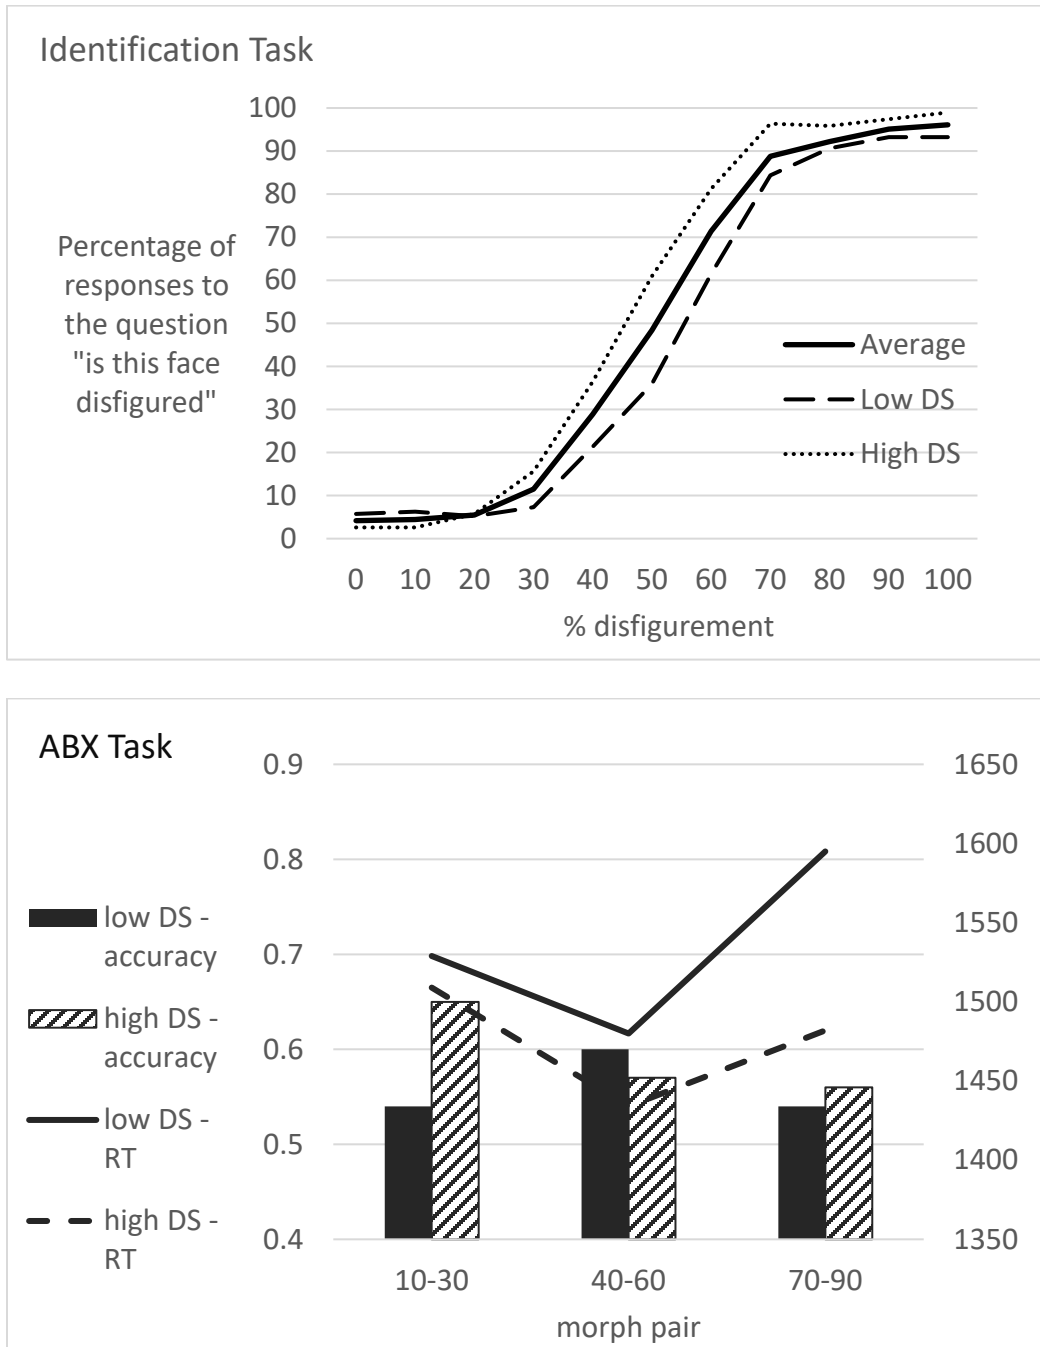 Identification Task
100
90
80
70
60
50
40
30
20
10
0
Percentage of
responses to
the question
"is this face
disfigured"
Average
Low DS
High DS
0 10 20 30 40 50 60 70 80 90 100
% disfigurement
ABX Task
0.9
0.8
0.7
0.6
0.5
0.4
1650
1600
1550
1500
1450
1400
1350
low DS -
accuracy
high DS -
accuracy
low DS -
RT
high DS -
RT
10-30 40-60 70-90
morph pair